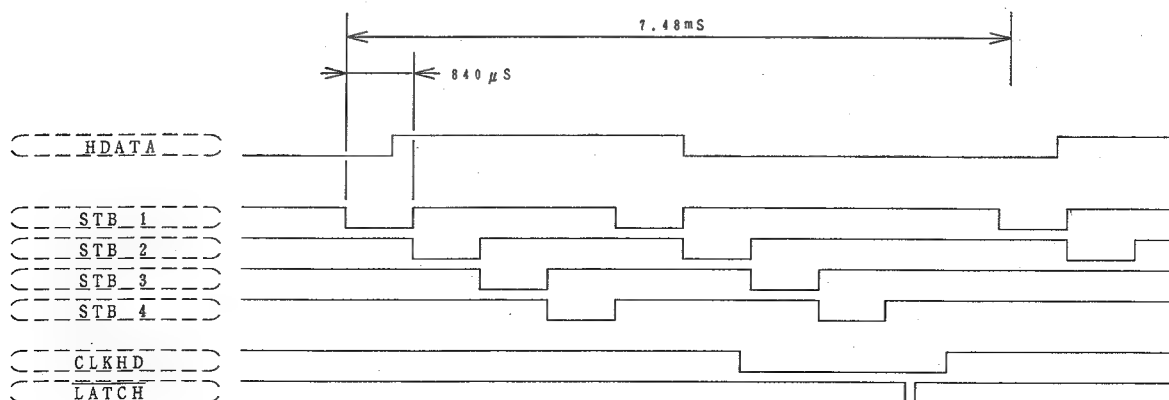 7.48mS
840μS
HDATA
STB_1
STB_2
STB_3
STB_4
CLKHD
LATCH